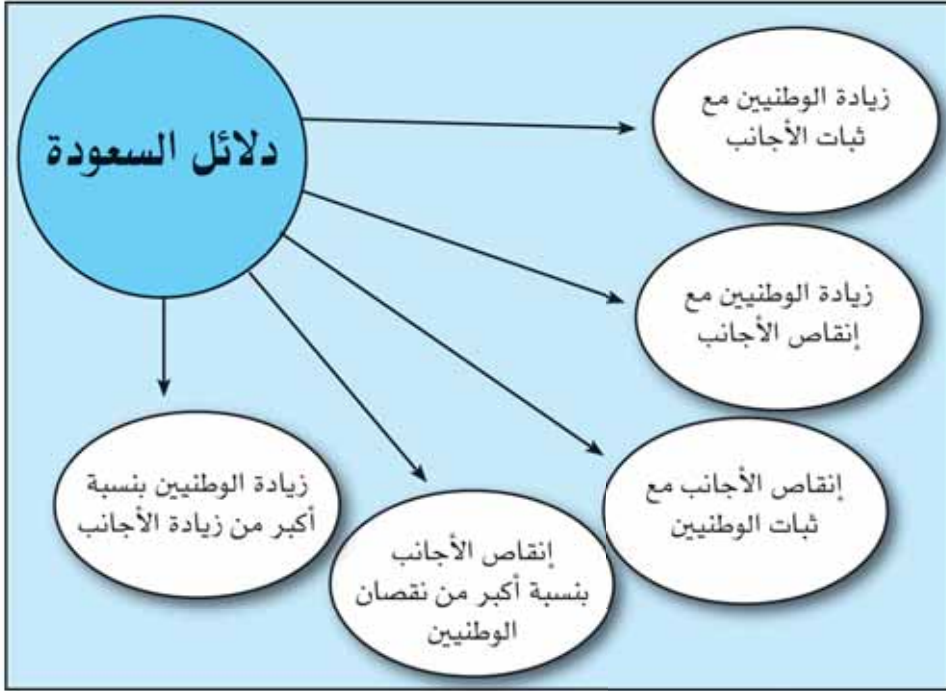 دلائل السعودة
زيادة الوطنيين مع
ثبات الأجانب
زيادة الوطنيين مع
إنقاص الأجانب
إنقاص الأجانب مع
ثبات الوطنيين
إنقاص الأجانب
بنسبة أكبر من نقصان
الوطنيين
زيادة الوطنيين بنسبة
أكبر من زيادة الأجانب